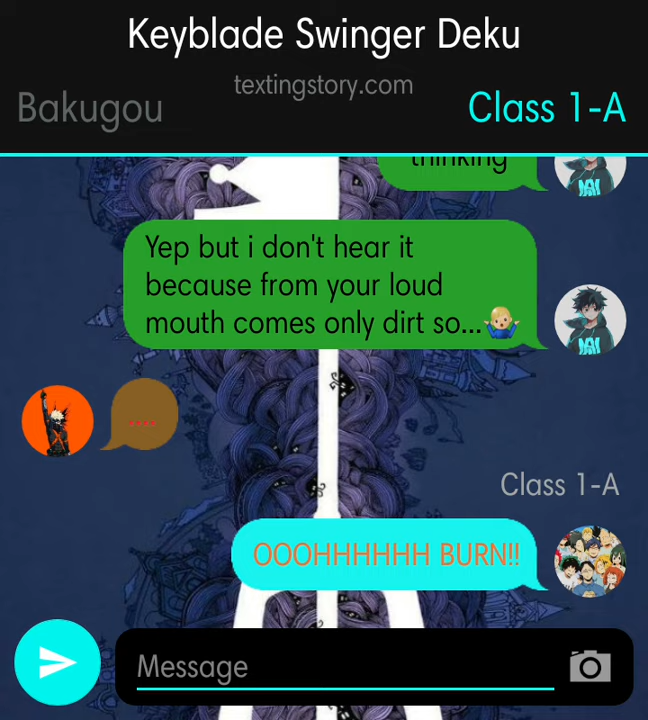 Keyblade Swinger Deku
textingstory.com
Bakugou
Class 1-A
thinking
Yep but i don't hear it
because from your loud
mouth comes only dirt so...🤷🏼‍♂️
....
Class 1-A
OOOHHHHHH BURN!!
Message